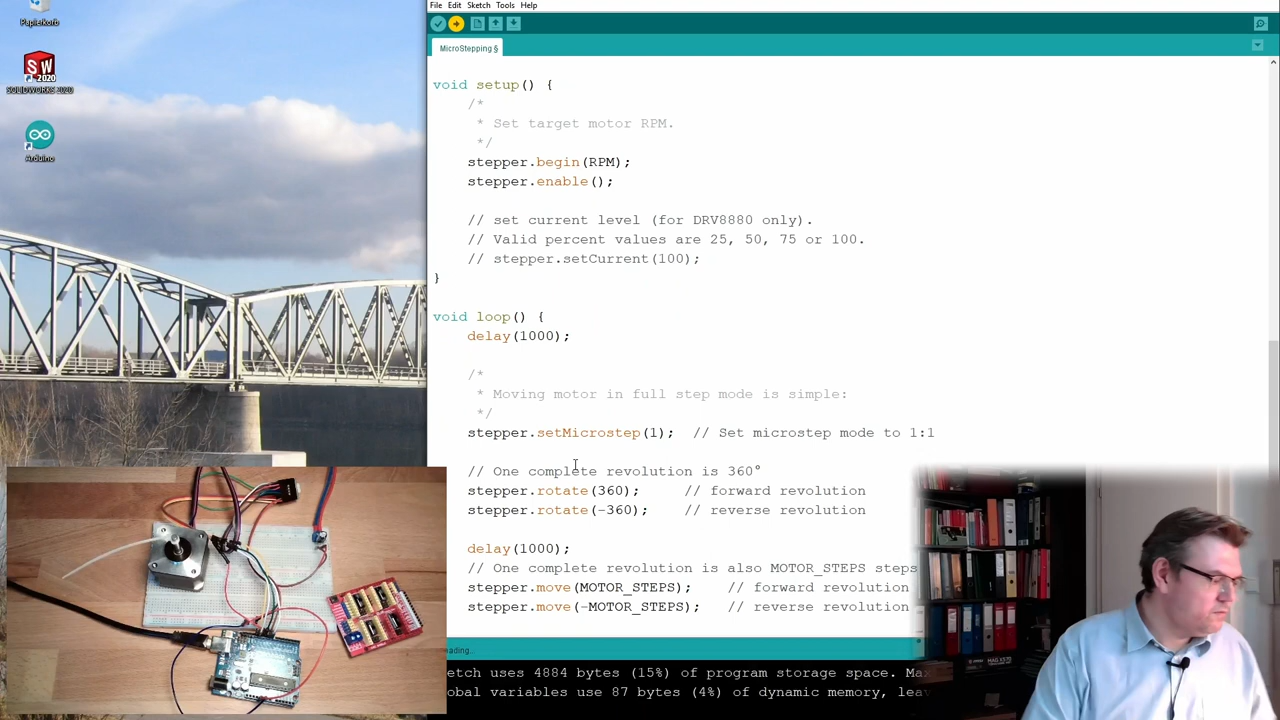 Papierkorb
SW
2020
SOLIDWORKS 2020
Arduino
File Edit Sketch Tools Help
MicroStepping §
void setup() {
/*
* Set target motor RPM.
*/
stepper.begin(RPM);
stepper.enable();
// set current level (for DRV8880 only).
// Valid percent values are 25, 50, 75 or 100.
// stepper.setCurrent(100);
}
void loop() {
delay(1000);
/*
* Moving motor in full step mode is simple:
*/
stepper.setMicrostep(1);  // Set microstep mode to 1:1
// One complete revolution is 360°
stepper.rotate(360);     // forward revolution
stepper.rotate(-360);    // reverse revolution
delay(1000);
// One complete revolution is also MOTOR_STEPS steps
stepper.move(MOTOR_STEPS);    // forward revolution
stepper.move(-MOTOR_STEPS);   // reverse revolution
etch uses 4884 bytes (15%) of program storage space.
obal variables use 87 bytes (4%) of dynamic memory,